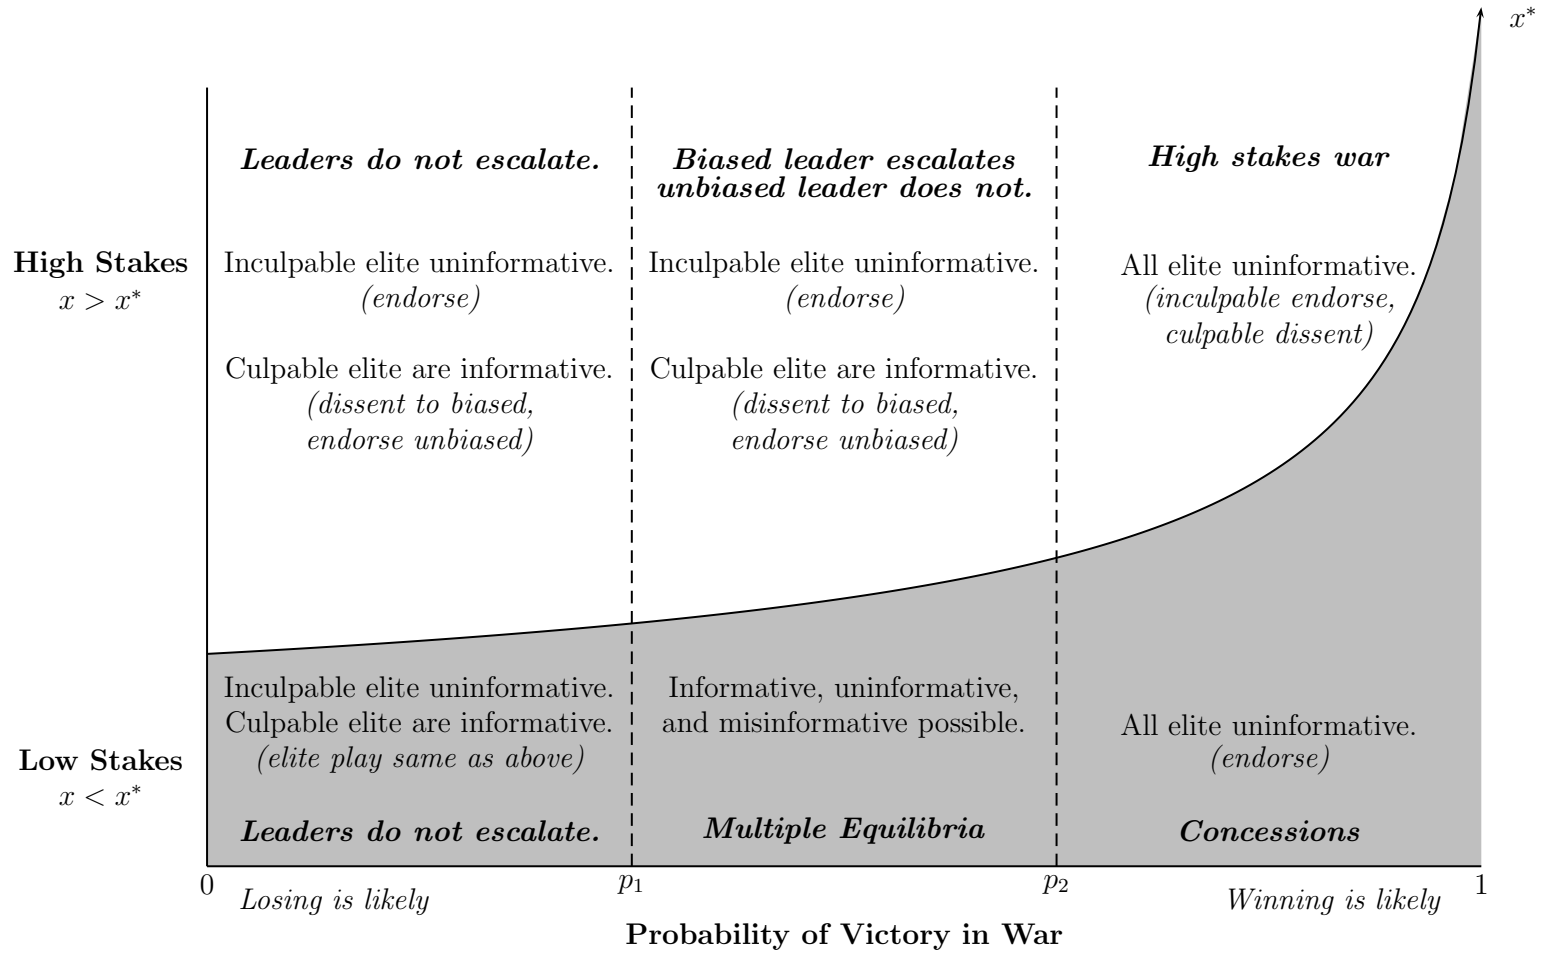 x*
Leaders do not escalate.
Biased leader escalates
unbiased leader does not.
High stakes war
High Stakes
x > x*
Inculpable elite uninformative.
(endorse)
Culpable elite are informative.
(dissent to biased,
endorse unbiased)
Inculpable elite uninformative.
(endorse)
Culpable elite are informative.
(dissent to biased,
endorse unbiased)
All elite uninformative.
(inculpable endorse,
culpable dissent)
Low Stakes
x < x*
Inculpable elite uninformative.
Culpable elite are informative.
(elite play same as above)
Leaders do not escalate.
Informative, uninformative,
and misinformative possible.
Multiple Equilibria
All elite uninformative.
(endorse)
Concessions
0
p₁
p₂
1
Losing is likely
Winning is likely
Probability of Victory in War